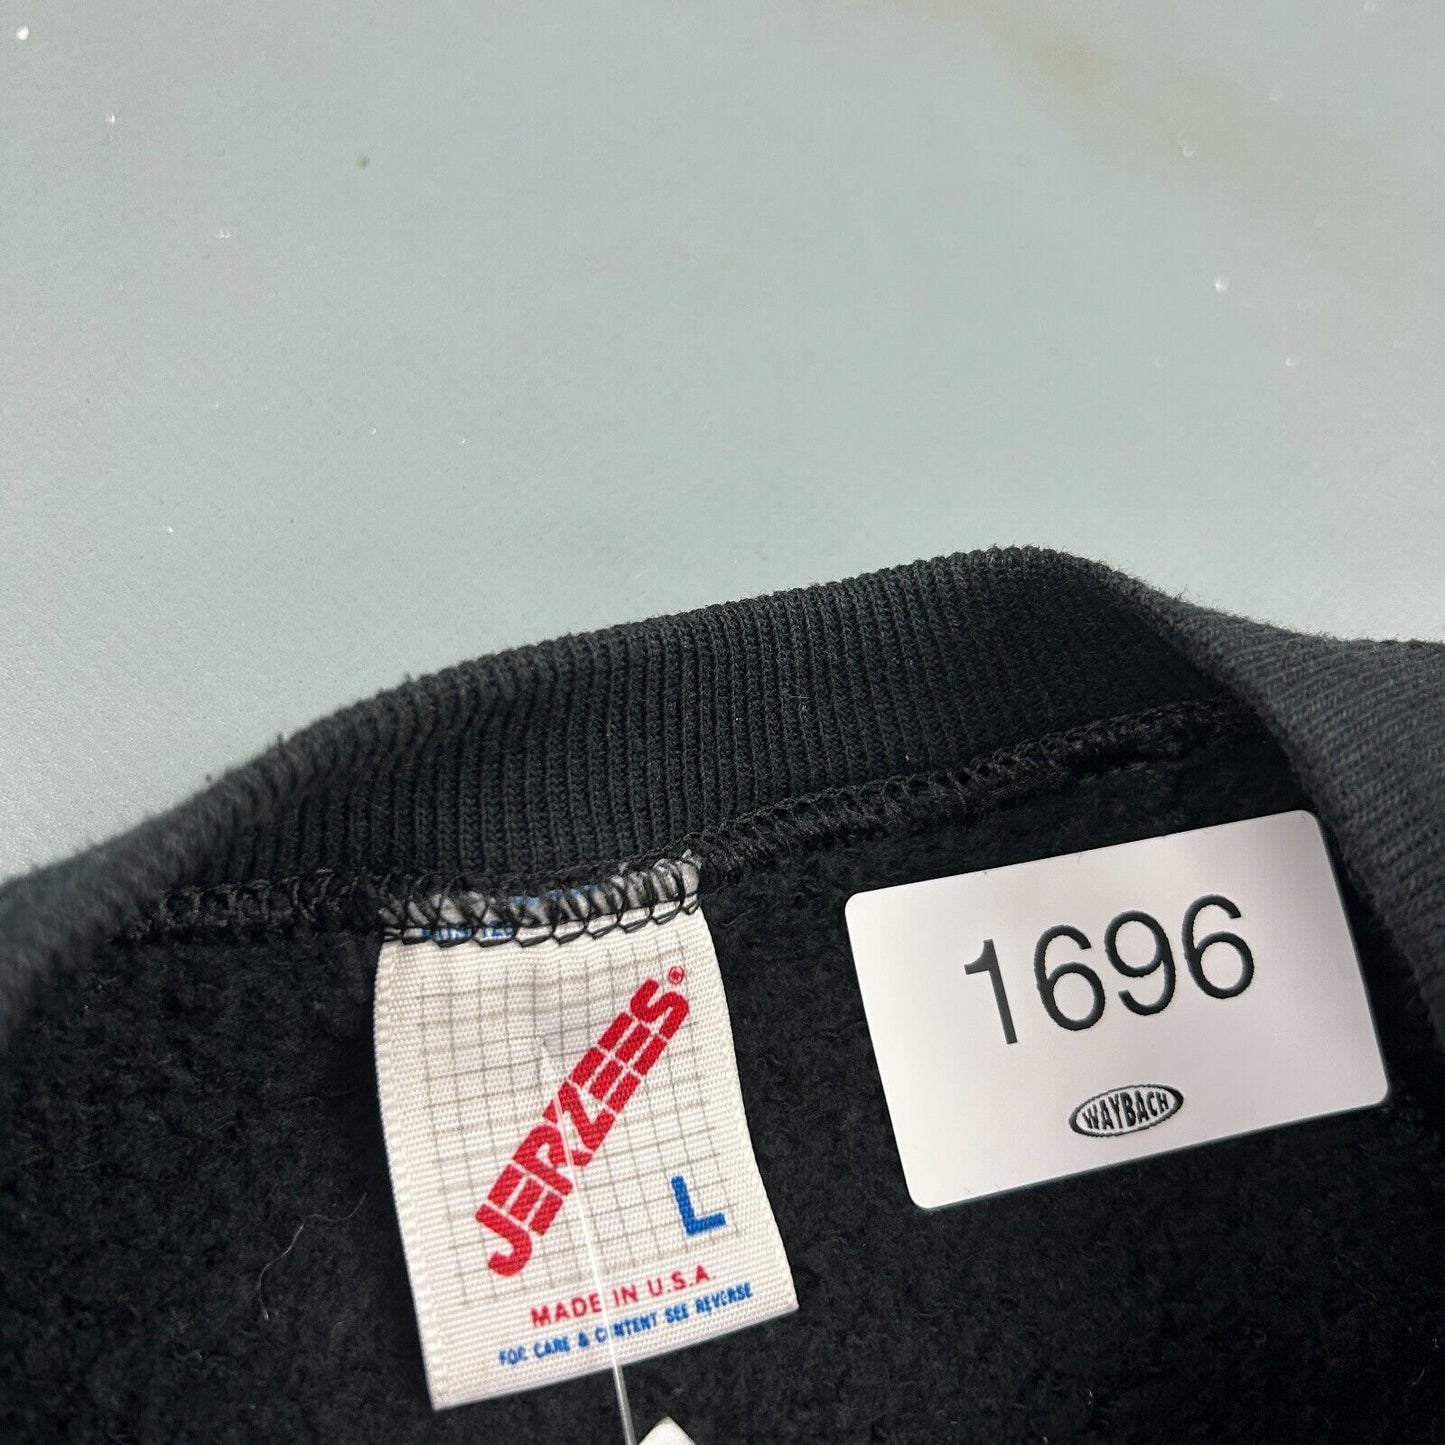 JERZEES®
L
MADE IN U.S.A.
FOR CARE & CONTENT SEE REVERSE
1696
WAYBACH